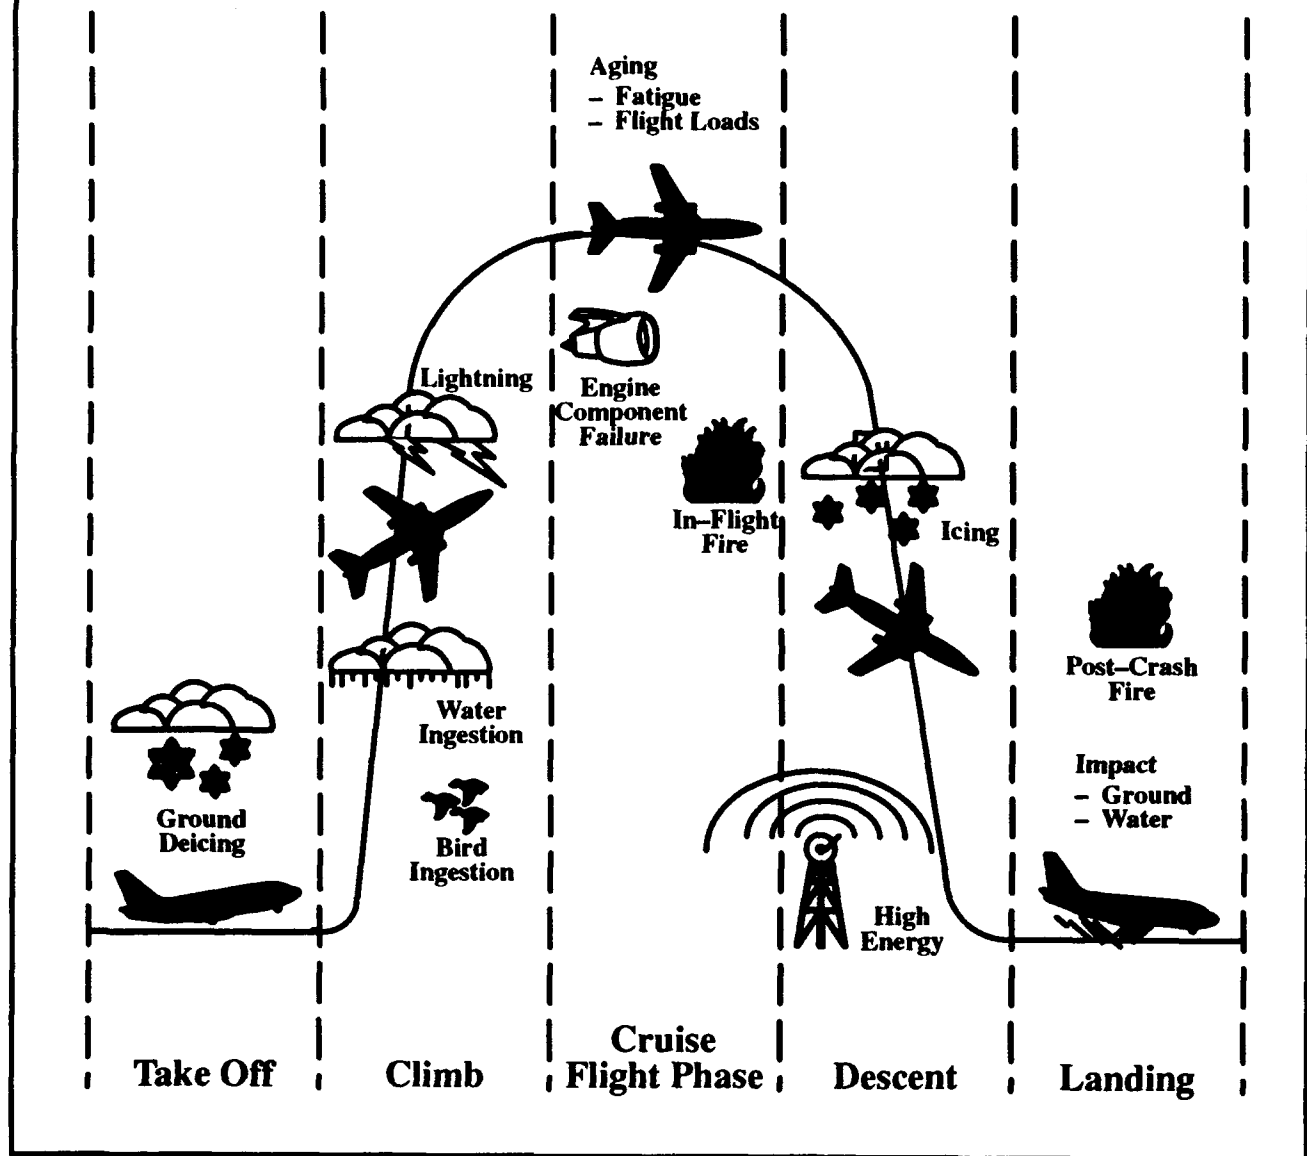 Aging
– Fatigue
– Flight Loads
Lightning
Engine
Component
Failure
In–Flight
Fire
Icing
Post–Crash
Fire
Water
Ingestion
Impact
– Ground
– Water
Ground
Deicing
Bird
Ingestion
High
Energy
Take Off
Climb
Cruise
Flight Phase
Descent
Landing